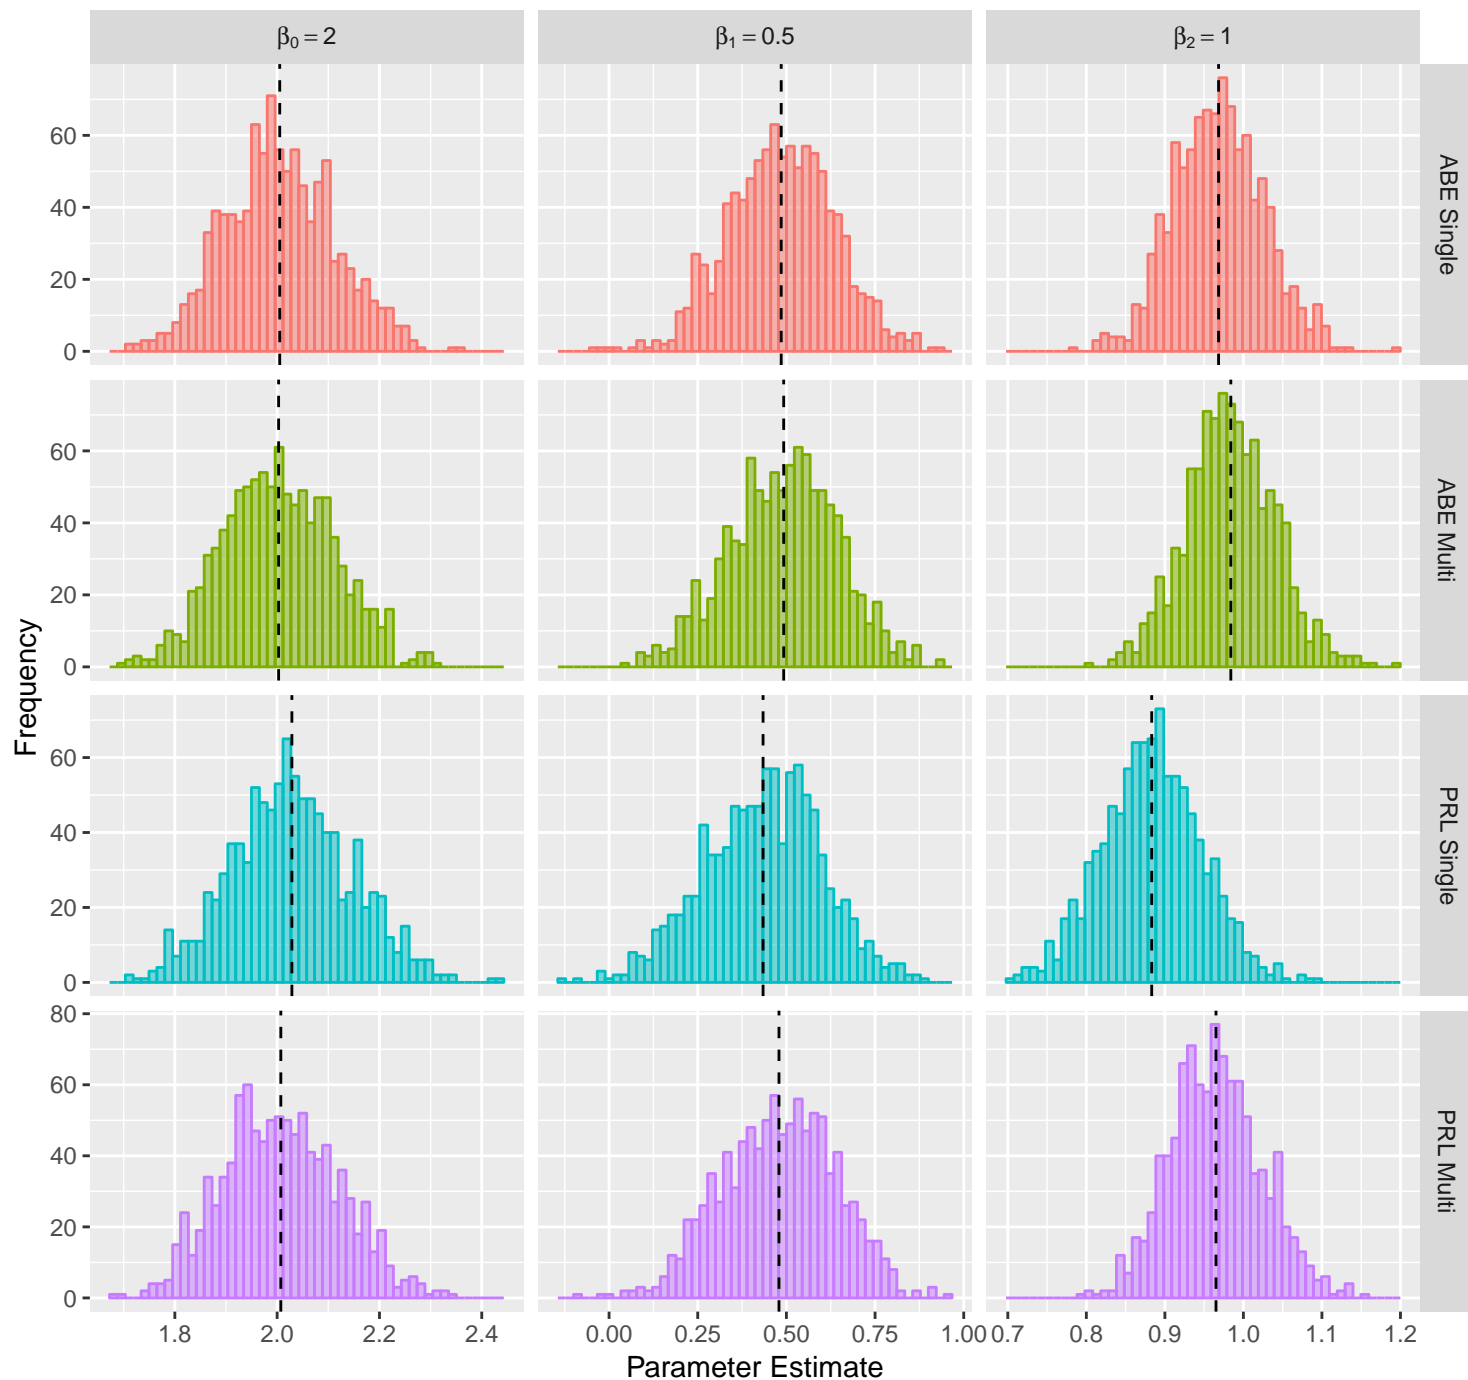 β₀ = 2
β₁ = 0.5
β₂ = 1
60
40
20
0
ABE Single
60
40
20
0
ABE Multi
60
40
20
0
PRL Single
80
60
40
20
0
PRL Multi
Frequency
1.8 2.0 2.2 2.4
0.00 0.25 0.50 0.75 1.00
0.7 0.8 0.9 1.0 1.1 1.2
Parameter Estimate